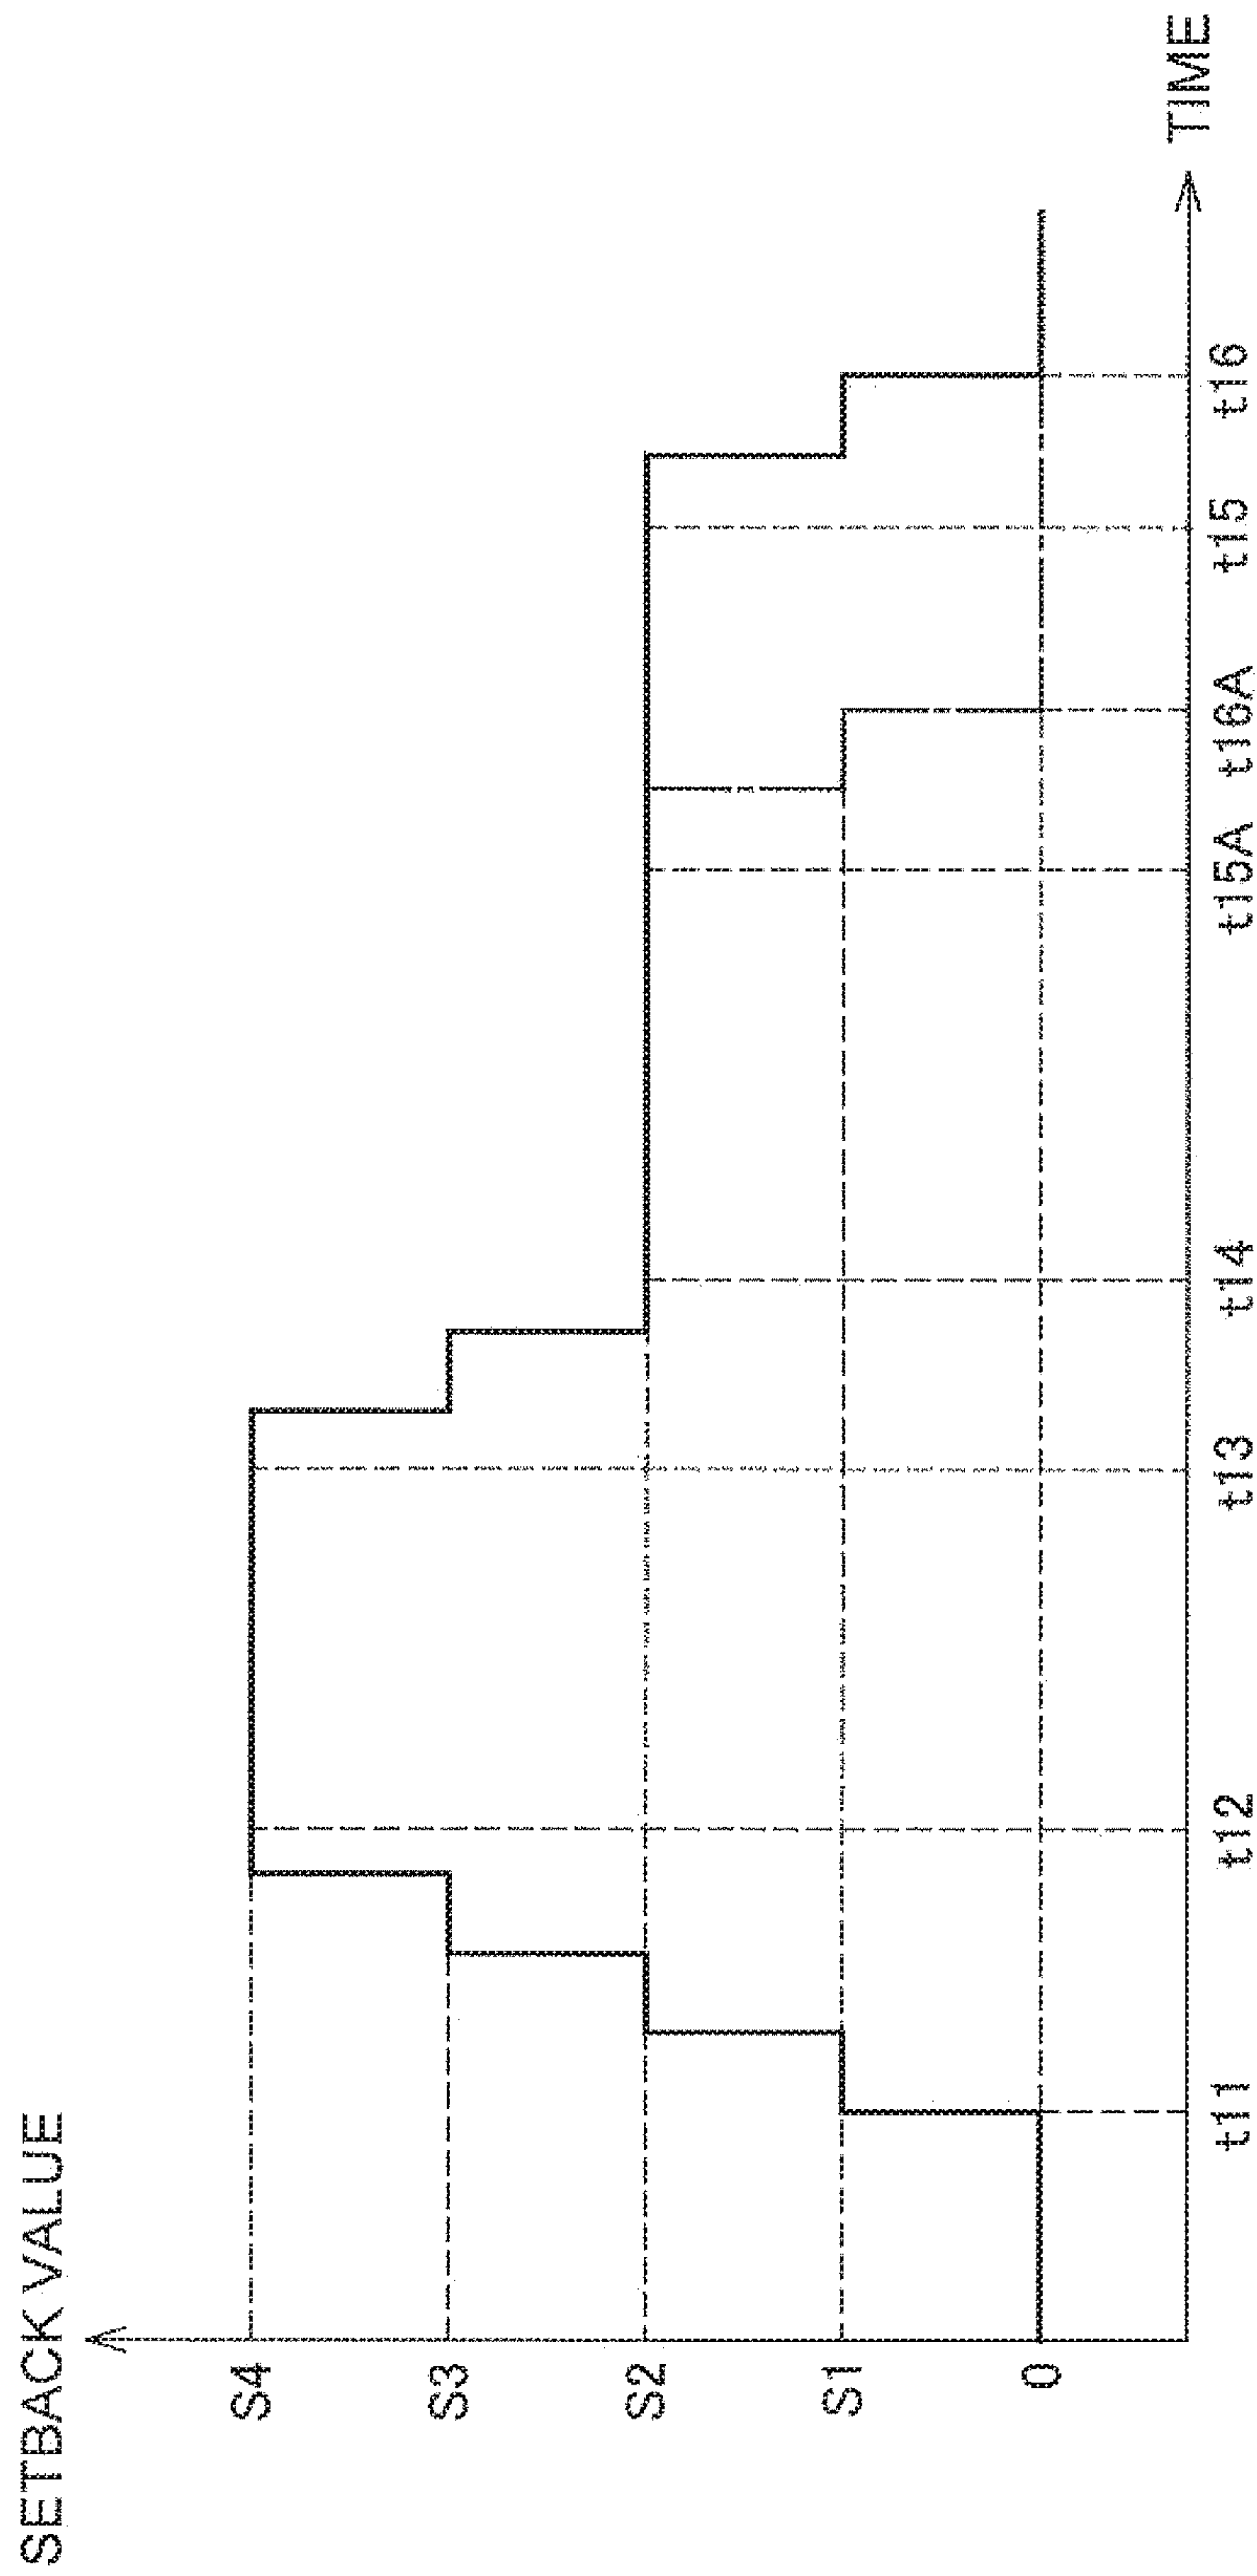 SETBACK VALUE
S4
S3
S2
S1
0
t11
t12
t13
t14
t15A
t16A
t15
t16
TIME